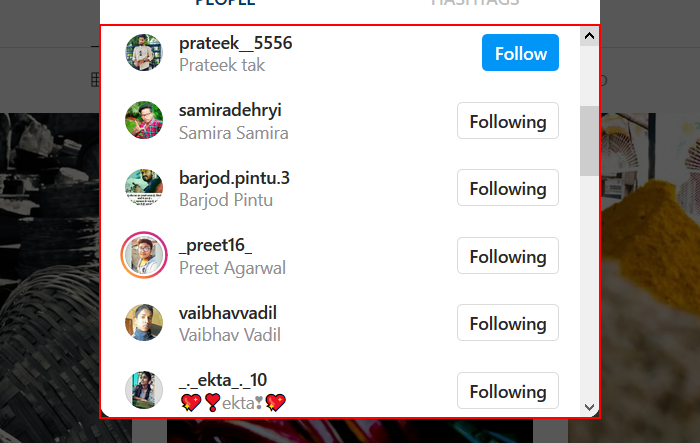 PEOPLE HASHTAGS
prateek__5556
Prateek tak
Follow
samiradehryi
Samira Samira
Following
barjod.pintu.3
Barjod Pintu
Following
_preet16_
Preet Agarwal
Following
vaibhavvadil
Vaibhav Vadil
Following
_._ekta_._10
💖❣️ekta❣💖
Following